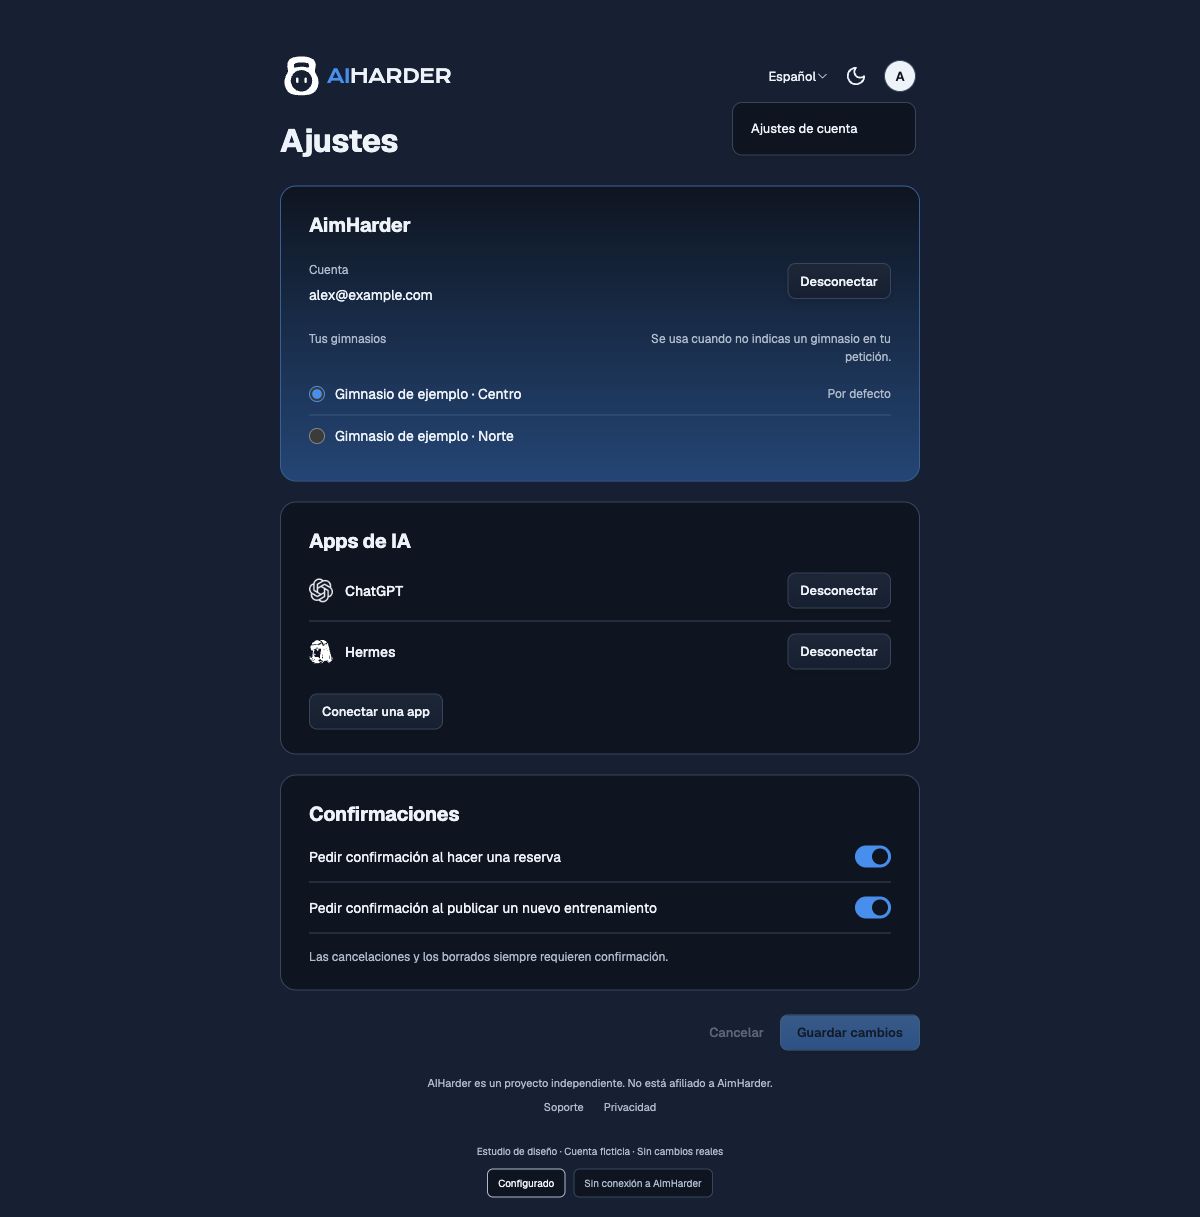 AIHARDER
Español
A
Ajustes de cuenta
Ajustes
AimHarder
Cuenta
alex@example.com
Desconectar
Tus gimnasios
Se usa cuando no indicas un gimnasio en tu
petición.
Gimnasio de ejemplo · Centro
Por defecto
Gimnasio de ejemplo · Norte
Apps de IA
ChatGPT
Desconectar
Hermes
Desconectar
Conectar una app
Confirmaciones
Pedir confirmación al hacer una reserva
Pedir confirmación al publicar un nuevo entrenamiento
Las cancelaciones y los borrados siempre requieren confirmación.
Cancelar
Guardar cambios
AIHarder es un proyecto independiente. No está afiliado a AimHarder.
Soporte
Privacidad
Estudio de diseño · Cuenta ficticia · Sin cambios reales
Configurado
Sin conexión a AimHarder